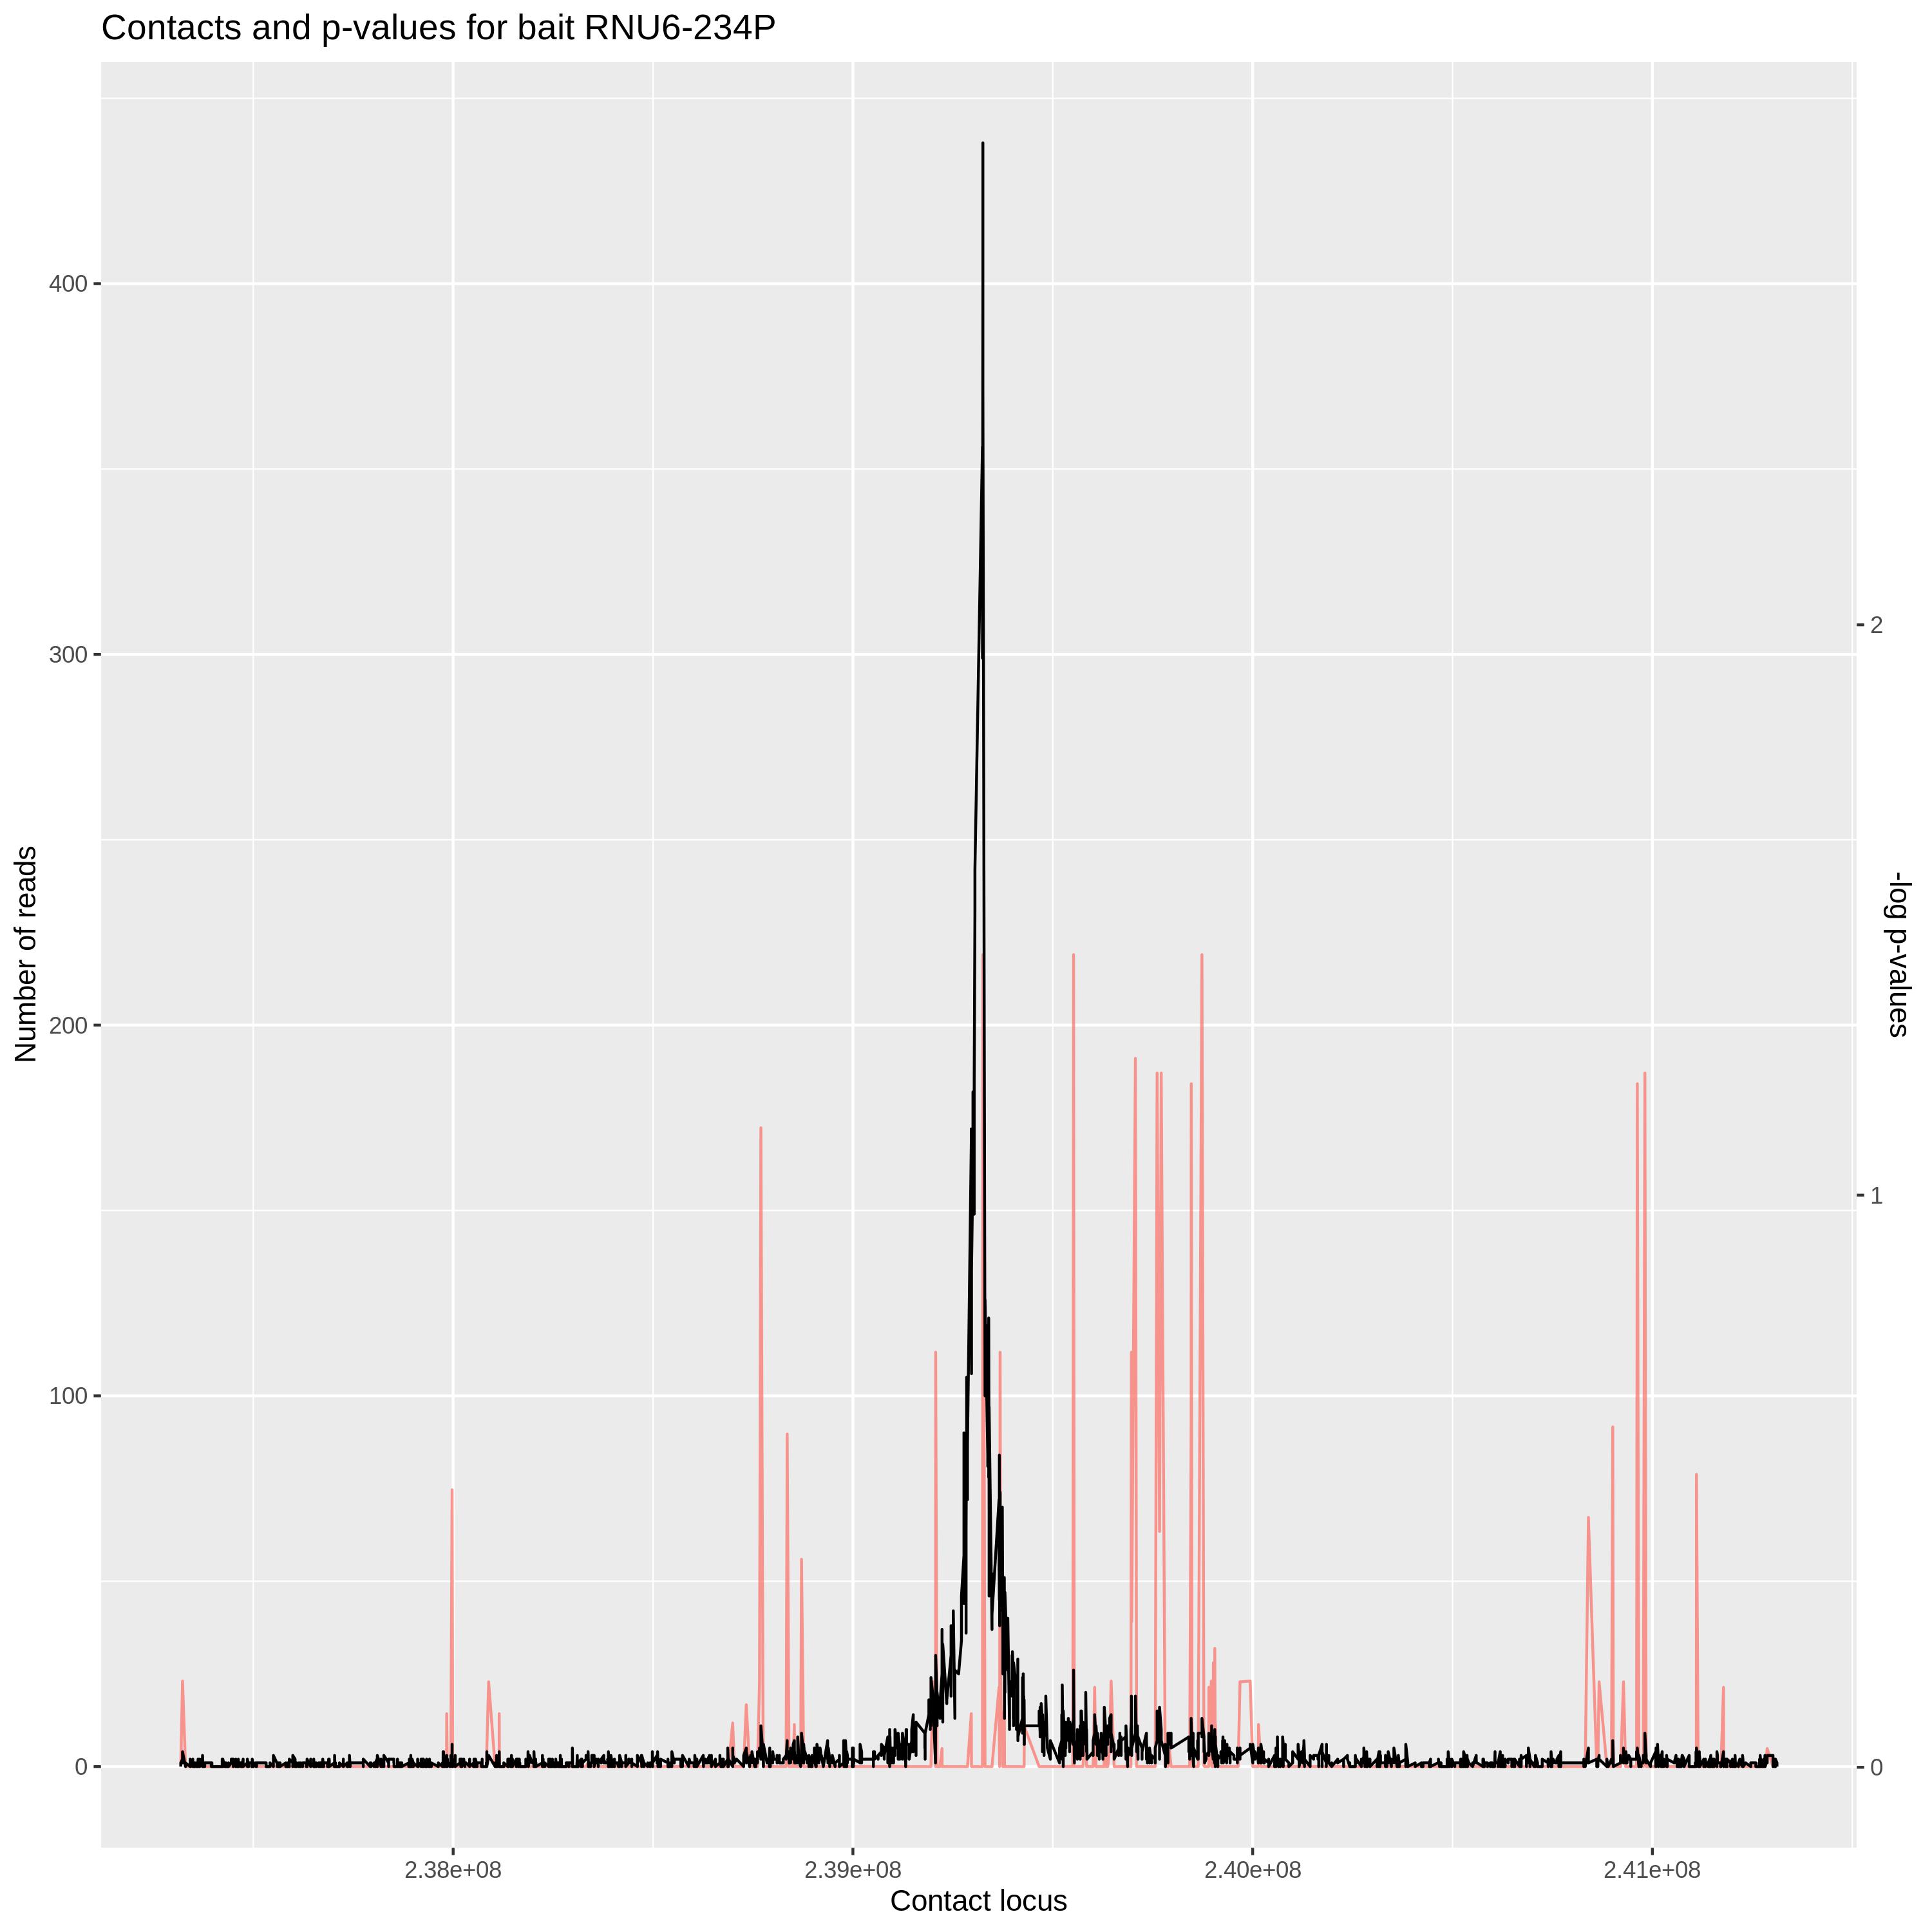 Contacts and p-values for bait RNU6-234P
400
300
200
100
0
Number of reads
2
1
0
-log p-values
2.38e+08
2.39e+08
2.40e+08
2.41e+08
Contact locus